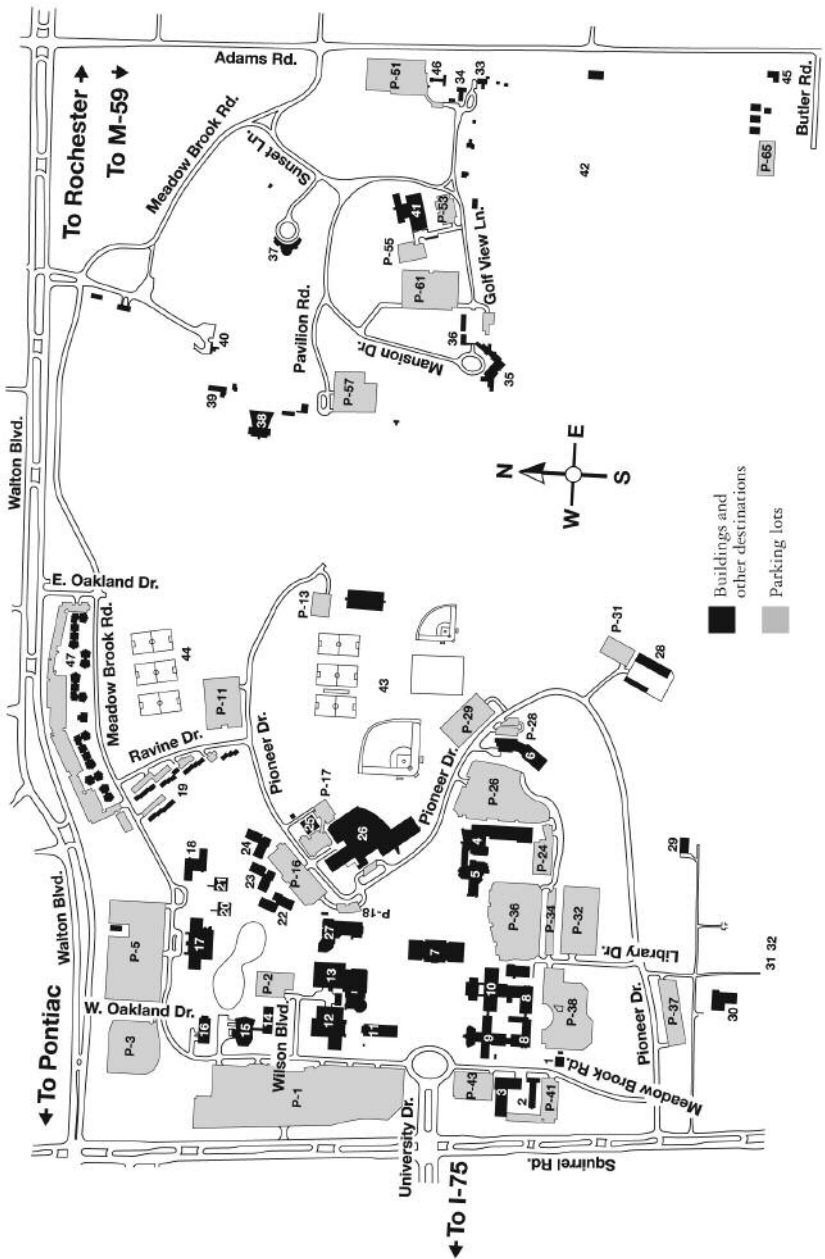 Adams Rd.
To Rochester →
To M-59 ↓
Meadow Brook Rd.
Sunset Ln.
P-51
46
34
33
45
Butler Rd.
P-65
42
37
41
P-53
P-55
P-61
Golf View Ln.
Pavilion Rd.
Mansion Dr.
36
35
40
39
38
P-57
Walton Blvd.
N
E
W
S
Buildings and
other destinations
Parking lots
E. Oakland Dr.
47
Meadow Brook Rd.
44
P-13
43
P-31
28
P-11
Ravine Dr.
19
Pioneer Dr.
P-29
P-28
6
Pioneer Dr.
P-17
25
26
P-26
Walton Blvd.
18
24
23
22
21
20
P-16
P-18
4
5
P-24
29
P-5
17
27
P-36
P-34
P-32
7
Library Dr.
31 32
← To Pontiac
W. Oakland Dr.
P-3
P-2
13
16
15
14
12
11
10
9
8
8
P-38
Pioneer Dr.
P-37
30
Wilson Blvd
P-1
1
Meadow Brook Rd.
P-43
3
2
P-41
University Dr.
Squirrel Rd.
← To I-75